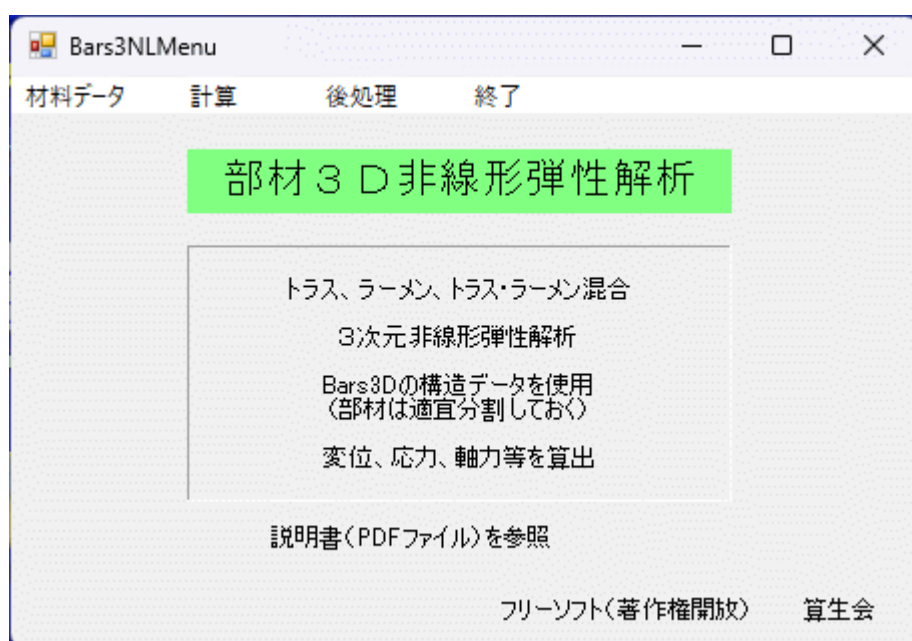 Bars3NLMenu
材料データ 計算 後処理 終了
部材３Ｄ非線形弾性解析
トラス、ラーメン、トラス・ラーメン混合
３次元非線形弾性解析
Bars3Dの構造データを使用
（部材は適宜分割しておく）
変位、応力、軸力等を算出
説明書（PDFファイル）を参照
フリーソフト（著作権開放） 算生会